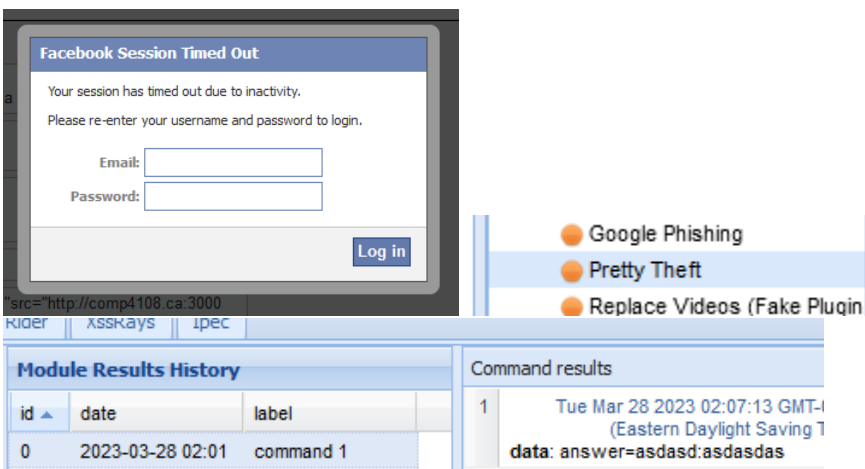 Facebook Session Timed Out
a
Your session has timed out due to inactivity.
Please re-enter your username and password to login.
Email:
Password:
Log in
"src="http://comp4108.ca:3000
Google Phishing
Pretty Theft
Replace Videos (Fake Plugin
Rider XssRays Ipec
Module Results History
id date label
0 2023-03-28 02:01 command 1
Command results
1 Tue Mar 28 2023 02:07:13 GMT-
(Eastern Daylight Saving T
data: answer=asdasd:asdasdas